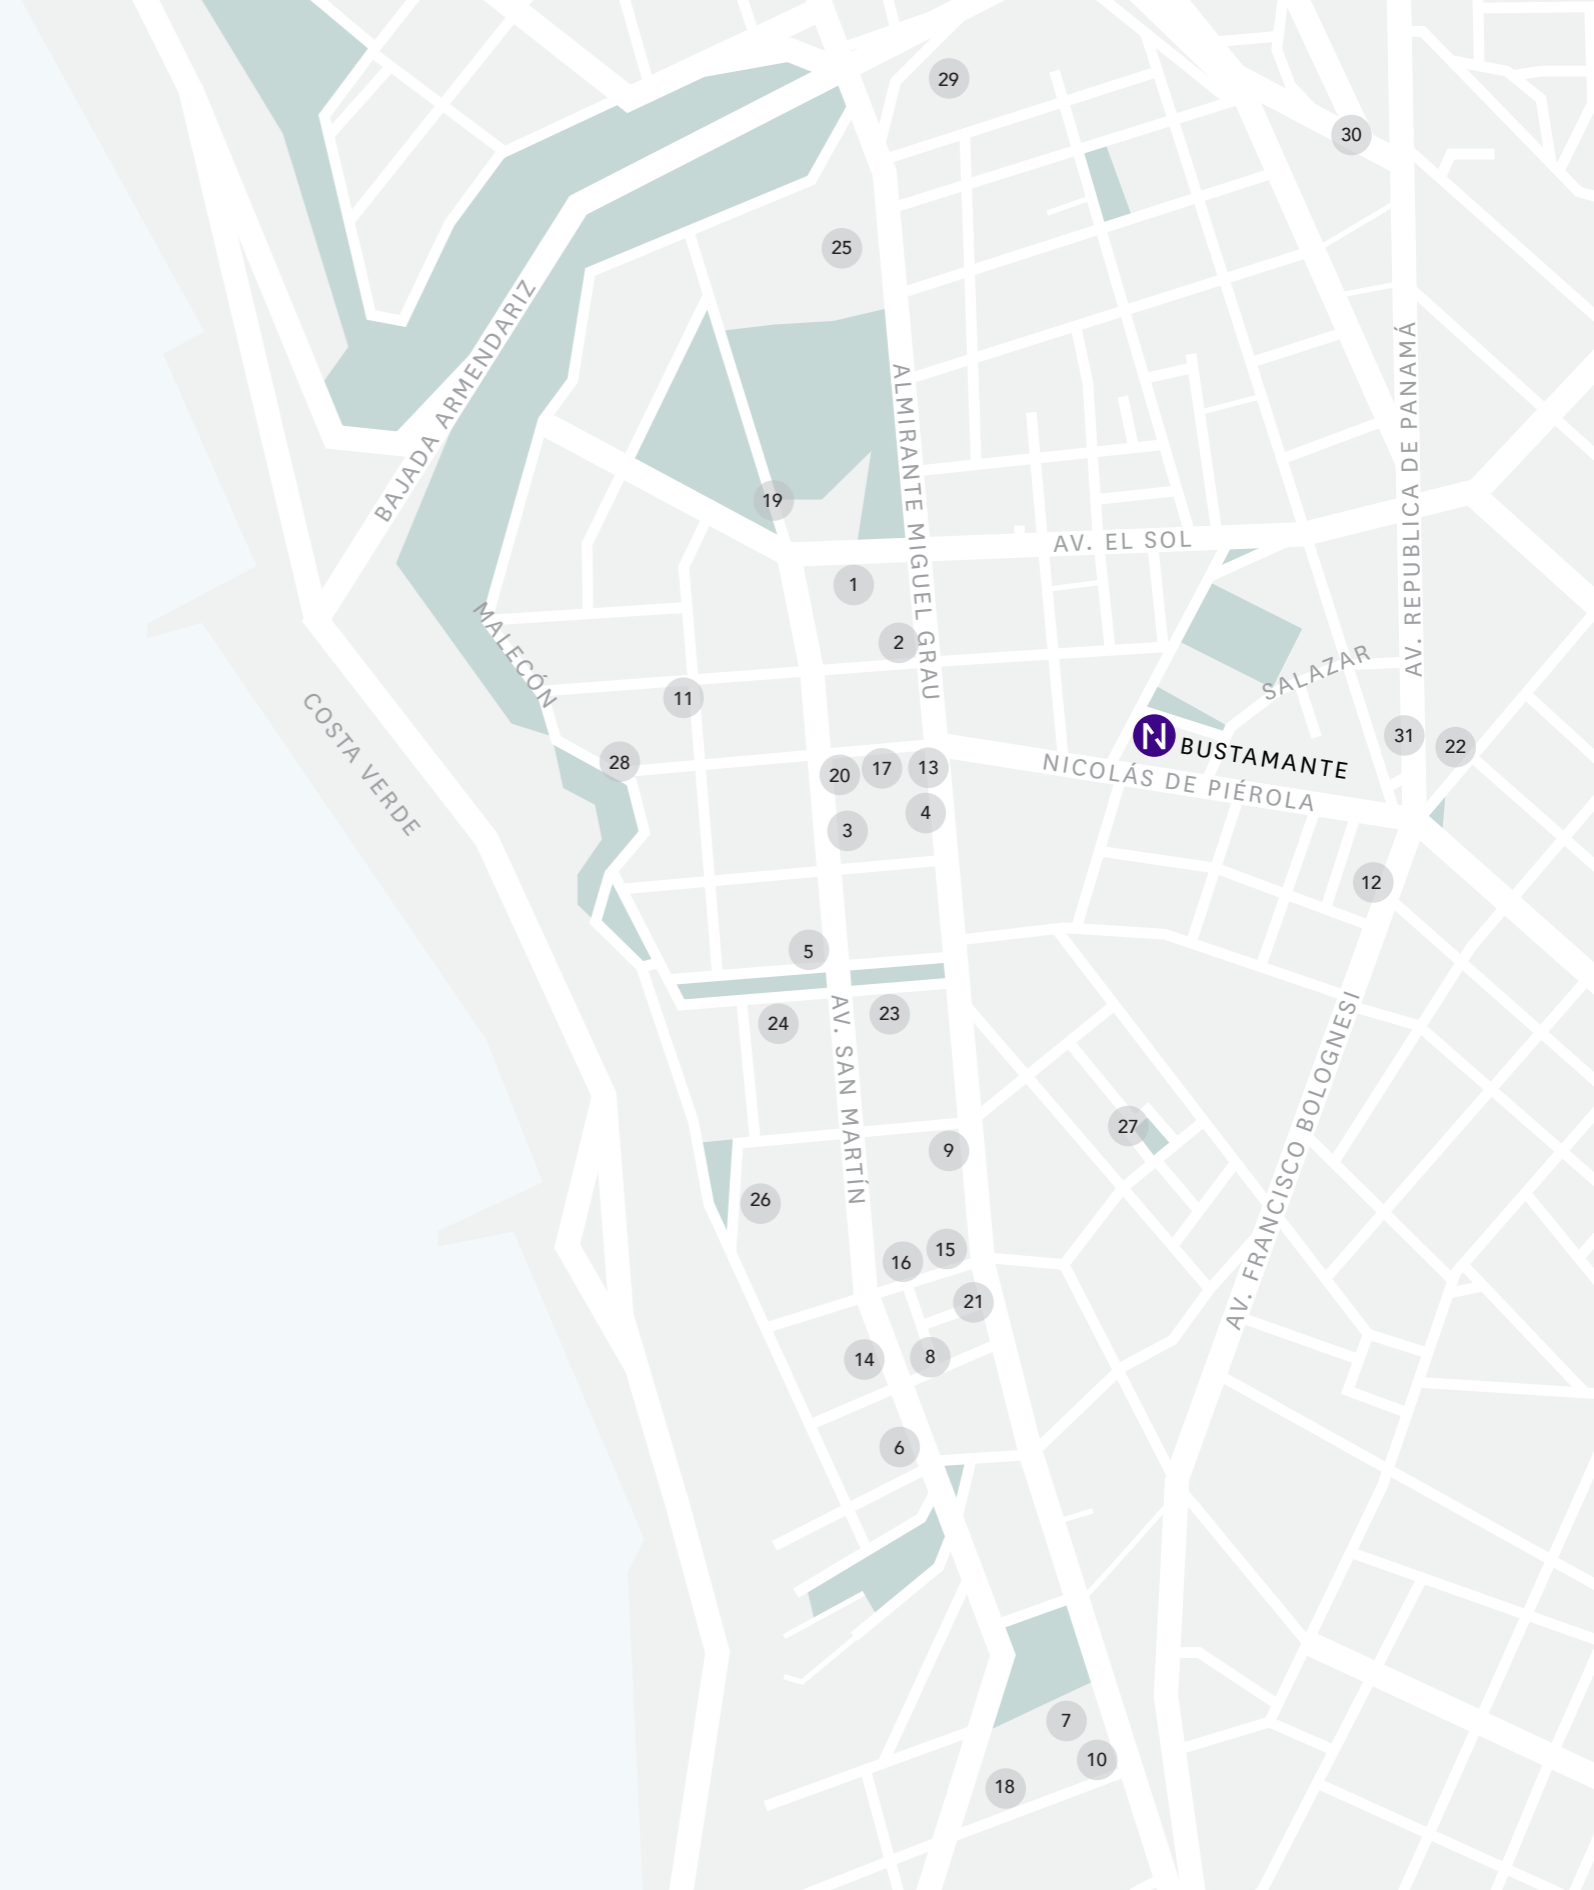 29
30
25
BAJADA ARMENDARIZ
ALMIRANTE MIGUEL GRAU
AV. REPUBLICA DE PANAMÁ
19
AV. EL SOL
1
2
MALECÓN
SALAZAR
11
COSTA VERDE
N BUSTAMANTE
31
22
28
20
17
13
NICOLÁS DE PIÉROLA
3
4
12
5
24
23
AV. SAN MARTÍN
AV. FRANCISCO BOLOGNESI
27
9
26
16
15
21
14
8
6
7
10
18